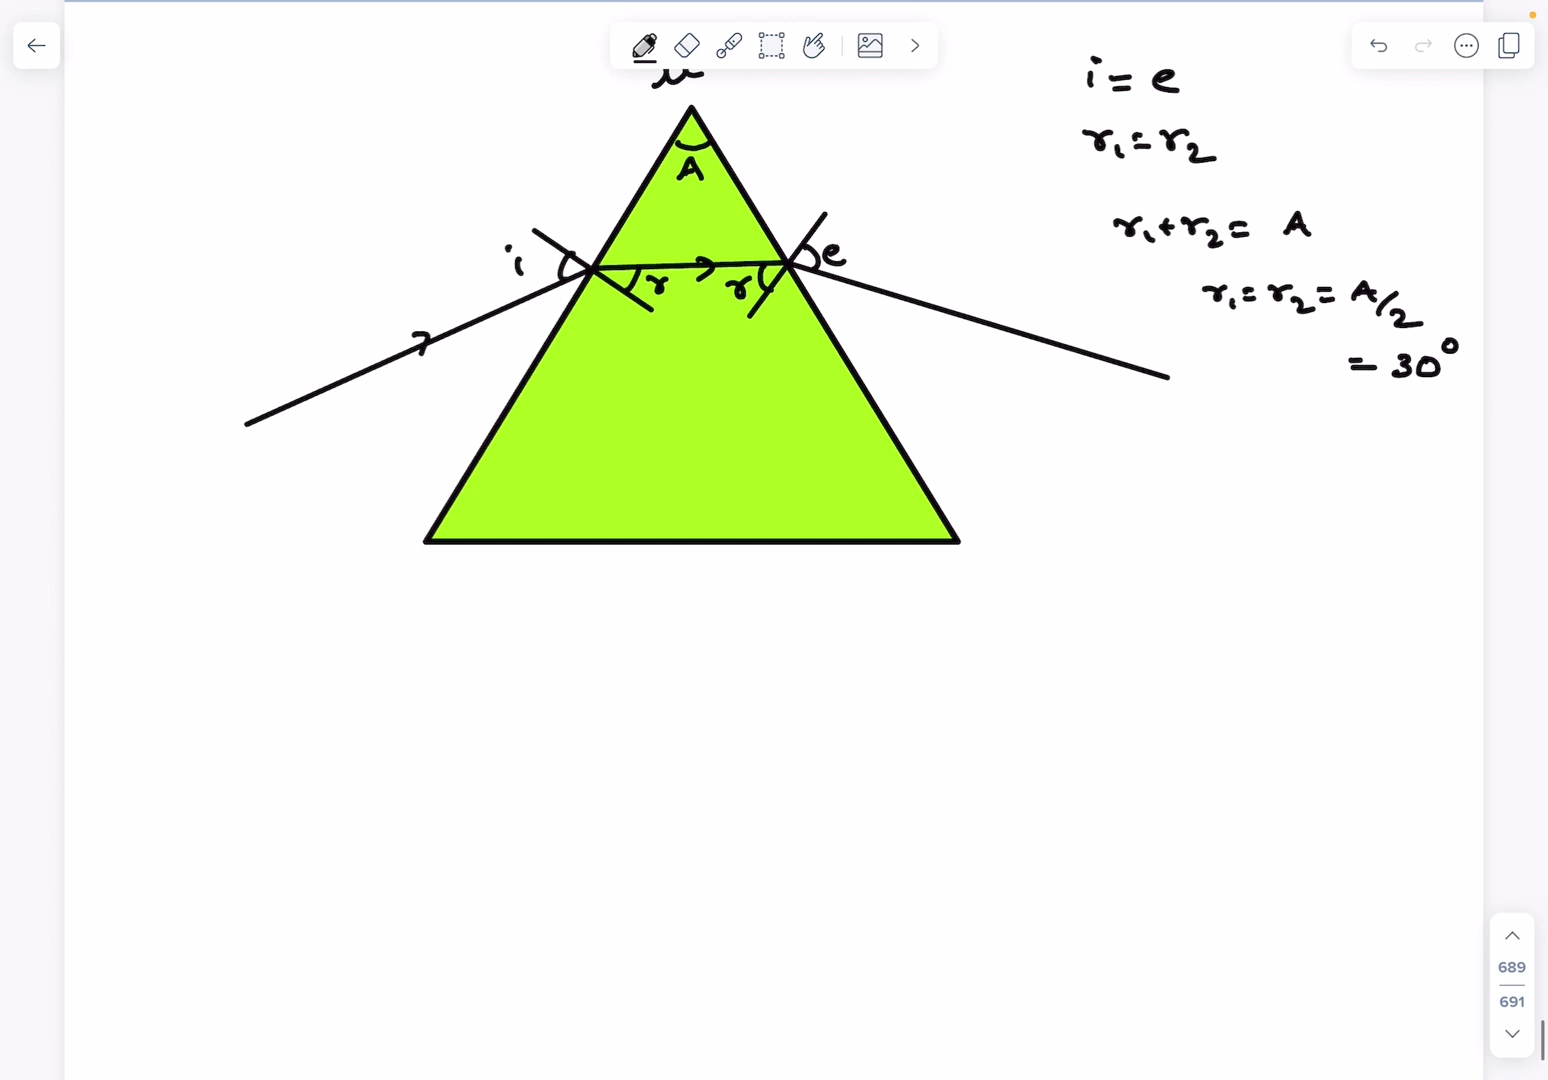 μ
i = e
r₁ = r₂
A
r₁ + r₂ = A
i
e
r
r
r₁ = r₂ = A/2
= 30°
689
691